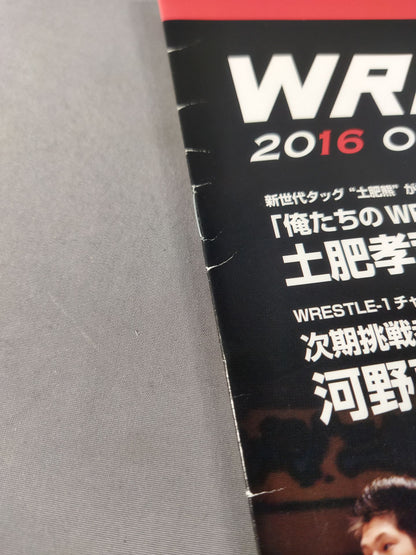 WR
2016 O
新世代タッグ "土肥熊" が
「俺たちのWR
土肥孝
WRESTLE-1チャ
次期挑戦
河野